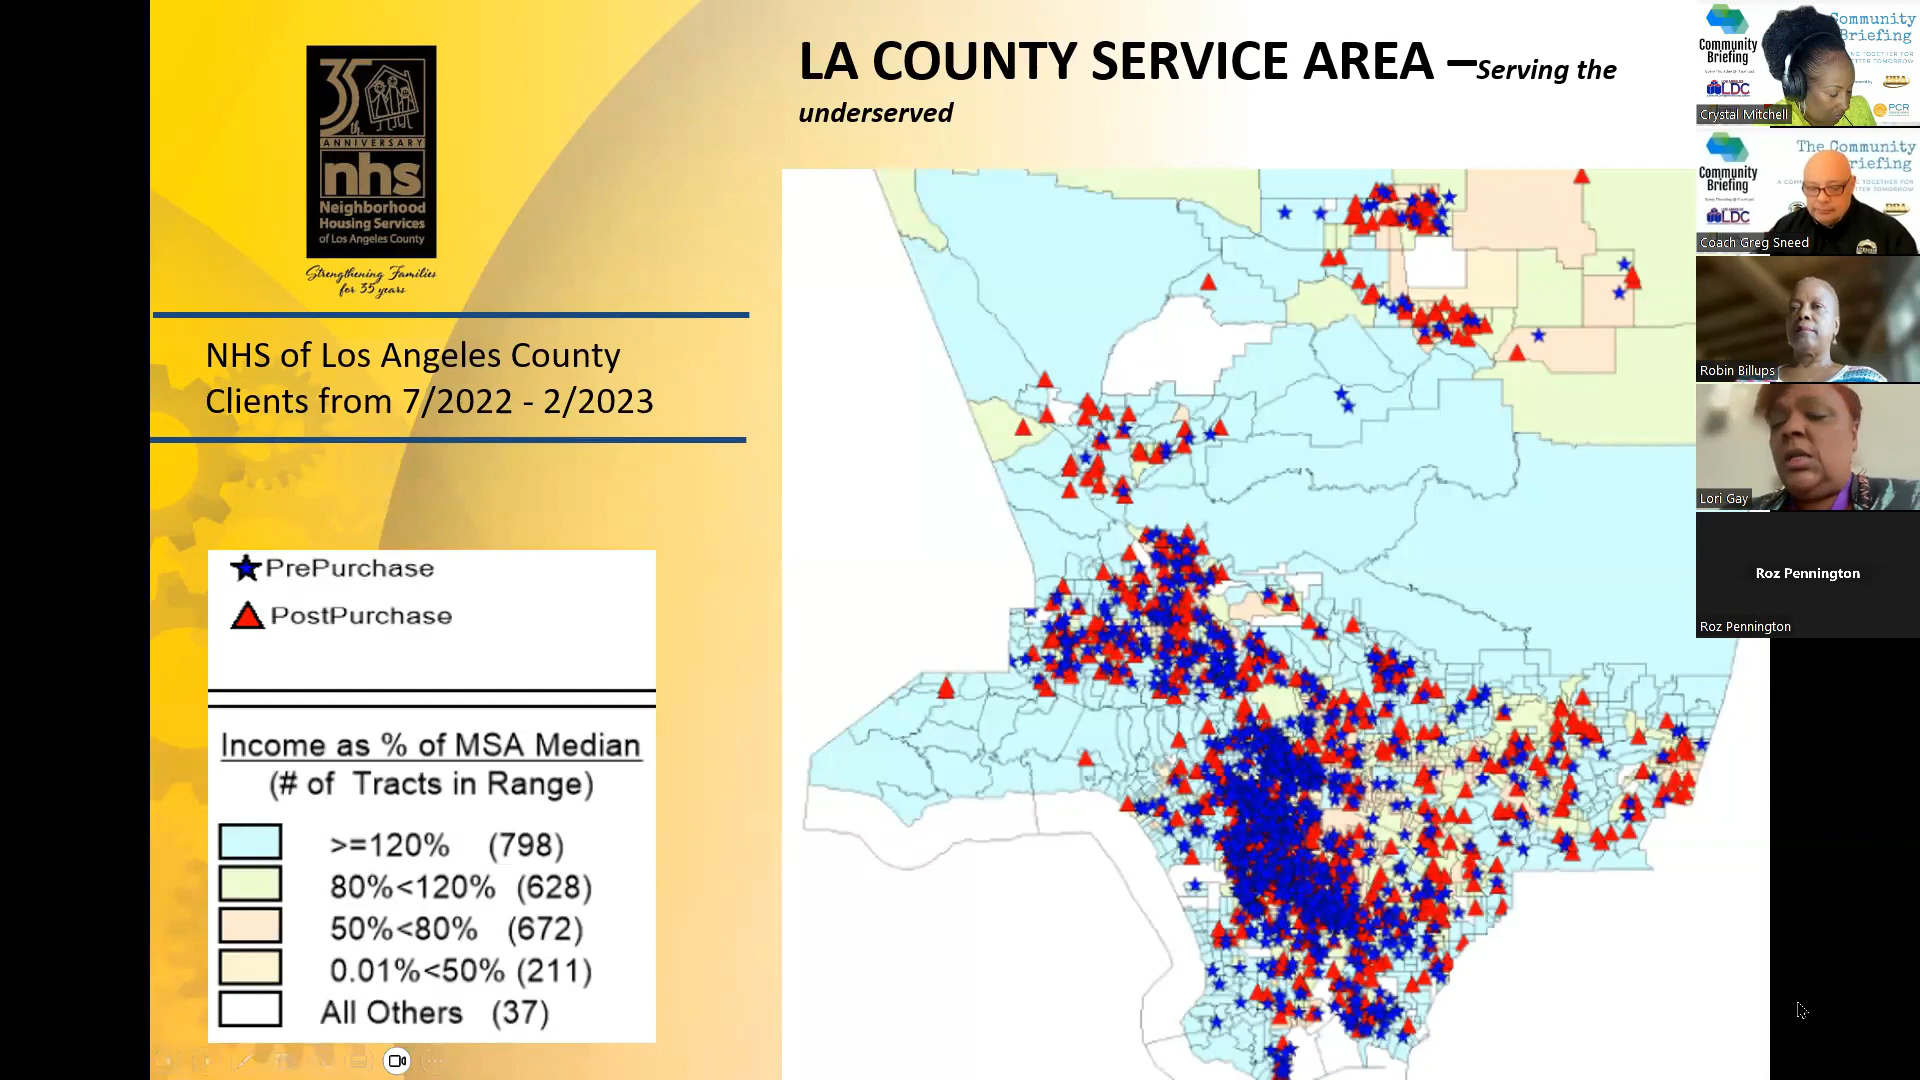 35th
ANNIVERSARY
nhs
Neighborhood
Housing Services
of Los Angeles County
Strengthening Families
for 35 years
LA COUNTY SERVICE AREA –Serving the
underserved
NHS of Los Angeles County
Clients from 7/2022 - 2/2023
PrePurchase
PostPurchase
Income as % of MSA Median
(# of Tracts in Range)
>=120% (798)
80%<120% (628)
50%<80% (672)
0.01%<50% (211)
All Others (37)
Community
Briefing
LDC
Community
Briefing
PCR
Crystal Mitchell
Community
Briefing
LDC
The Community
Coach Greg Sneed
Robin Billups
Lori Gay
Roz Pennington
Roz Pennington